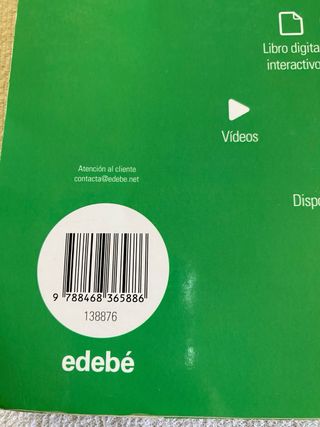 Libro digital
interactivo
Vídeos
Atención al cliente
contacta@edebe.net
9 788468 365886
138876
edebé